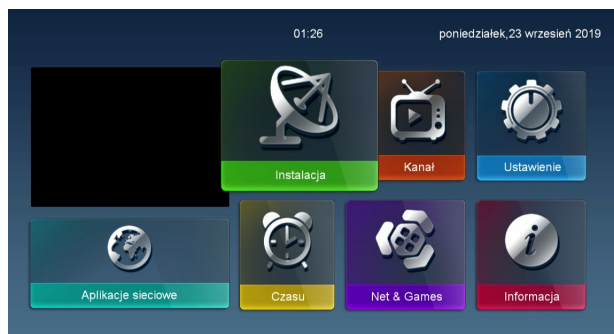 01:26
poniedziałek,23 wrzesień 2019
Instalacja
Kanał
Ustawienie
Aplikacje sieciowe
Czasu
Net & Games
Informacja